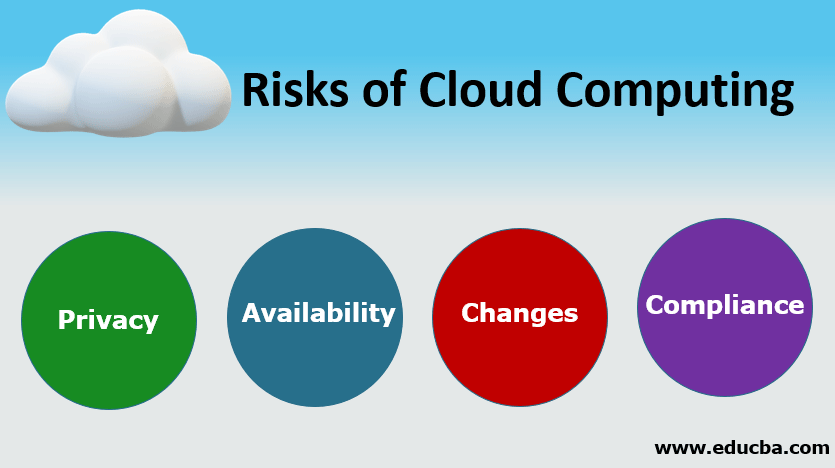 Risks of Cloud Computing
Privacy
Availability
Changes
Compliance
www.educba.com